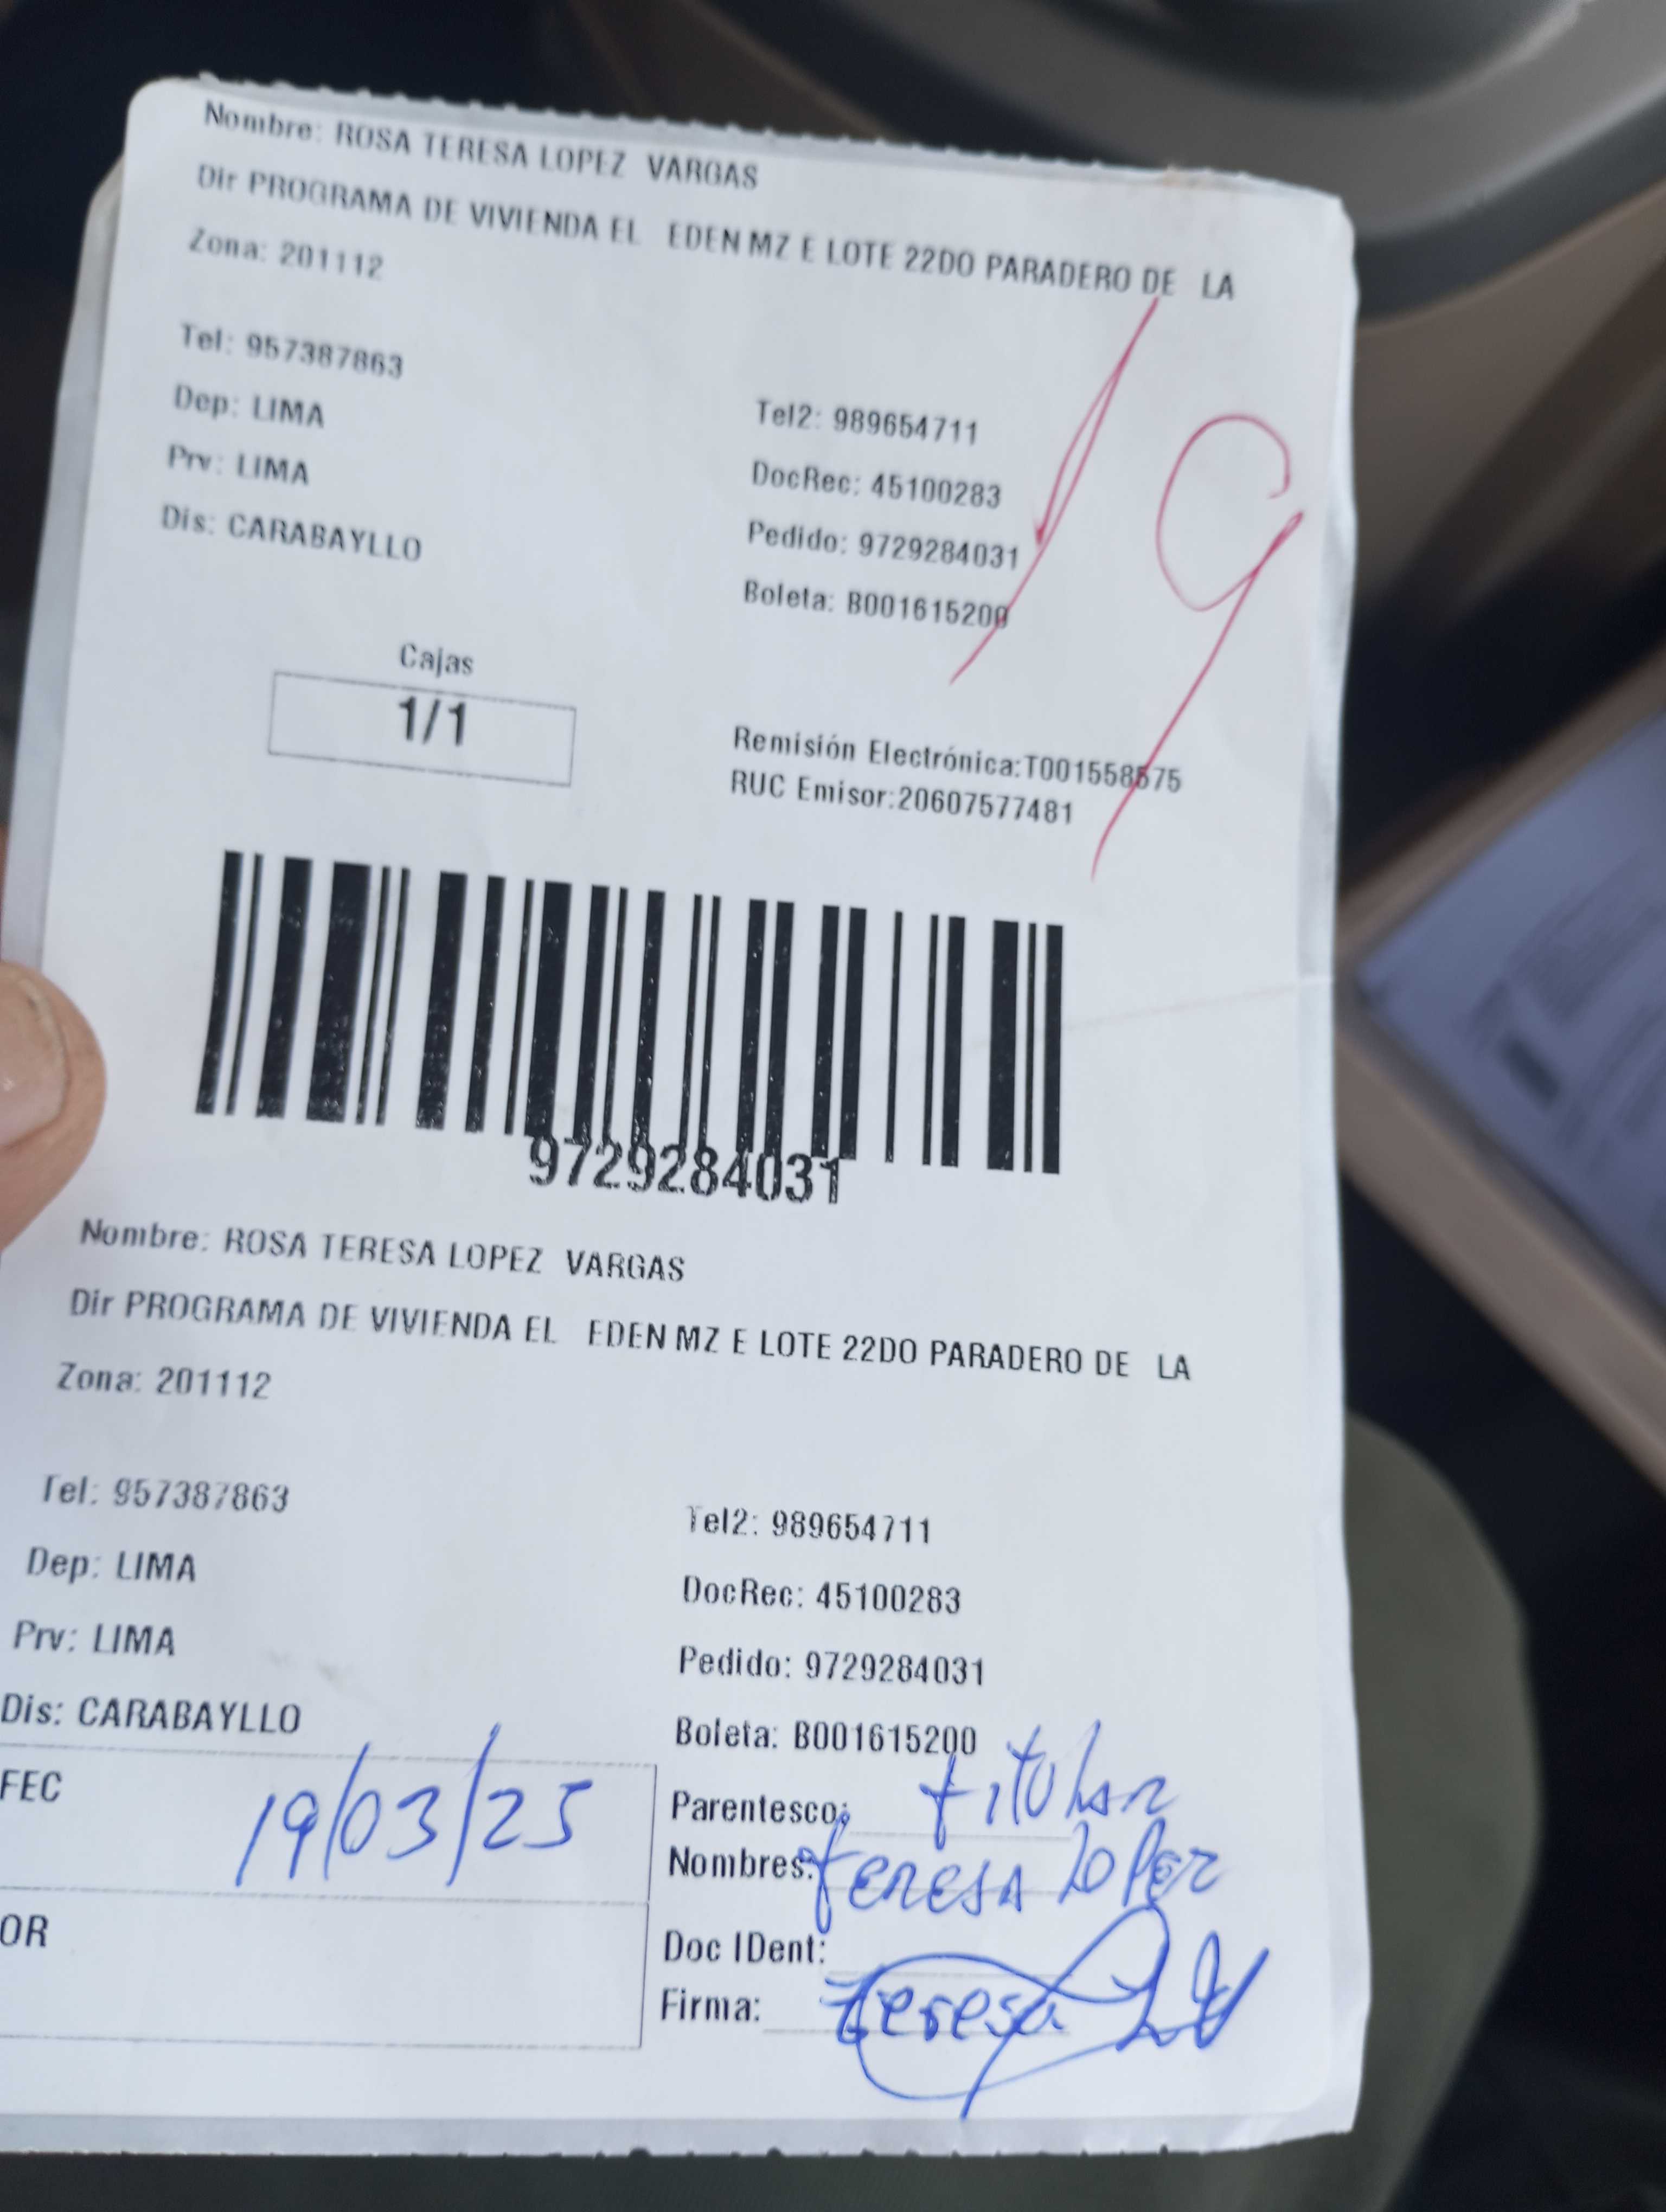 Nombre: ROSA TERESA LOPEZ VARGAS
Dir PROGRAMA DE VIVIENDA EL EDEN MZ E LOTE 22DO PARADERO DE LA
Zona: 201112
Tel: 957387863
Tel2: 989654711
Dep: LIMA
DocRec: 45100283
Prv: LIMA
Pedido: 9729284031
Dis: CARABAYLLO
Boleta: B001615200
19
Cajas
1/1
Remisión Electrónica:T001558575
RUC Emisor:20607577481
9729284031
Nombre: ROSA TERESA LOPEZ VARGAS
Dir PROGRAMA DE VIVIENDA EL EDEN MZ E LOTE 22DO PARADERO DE LA
Zona: 201112
Tel: 957387863
Tel2: 989654711
Dep: LIMA
DocRec: 45100283
Prv: LIMA
Pedido: 9729284031
Dis: CARABAYLLO
Boleta: B001615200
FEC 19/03/25
Parentesco: titular
Nombres: Teresa Lopez
OR
Doc IDent:
Firma: Teresa